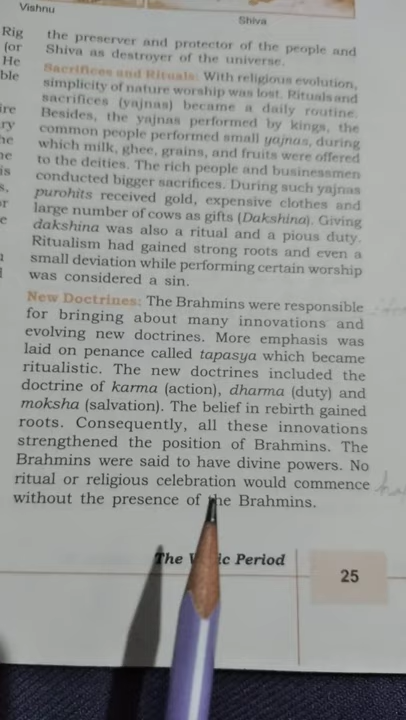 Vishnu
Shiva
Rig
(or
He
ble
ire
ry
he
ne
is
s,
or
e
the preserver and protector of the people and
Shiva as destroyer of the universe.
Sacrifices and Rituals: With religious evolution,
simplicity of nature worship was lost. Rituals and
sacrifices (yajnas) became a daily routine.
Besides, the yajnas performed by kings, the
common people performed small yajnas, during
which milk, ghee, grains, and fruits were offered
to the deities. The rich people and businessmen
conducted bigger sacrifices. During such yajnas
purohits received gold, expensive clothes and
large number of cows as gifts (Dakshina). Giving
dakshina was also a ritual and a pious duty.
Ritualism had gained strong roots and even a
small deviation while performing certain worship
was considered a sin.
New Doctrines: The Brahmins were responsible
for bringing about many innovations and
evolving new doctrines. More emphasis was
laid on penance called tapasya which became
ritualistic. The new doctrines included the
doctrine of karma (action), dharma (duty) and
moksha (salvation). The belief in rebirth gained
roots. Consequently, all these innovations
strengthened the position of Brahmins. The
Brahmins were said to have divine powers. No
ritual or religious celebration would commence
without the presence of the Brahmins.
The Vedic Period
25